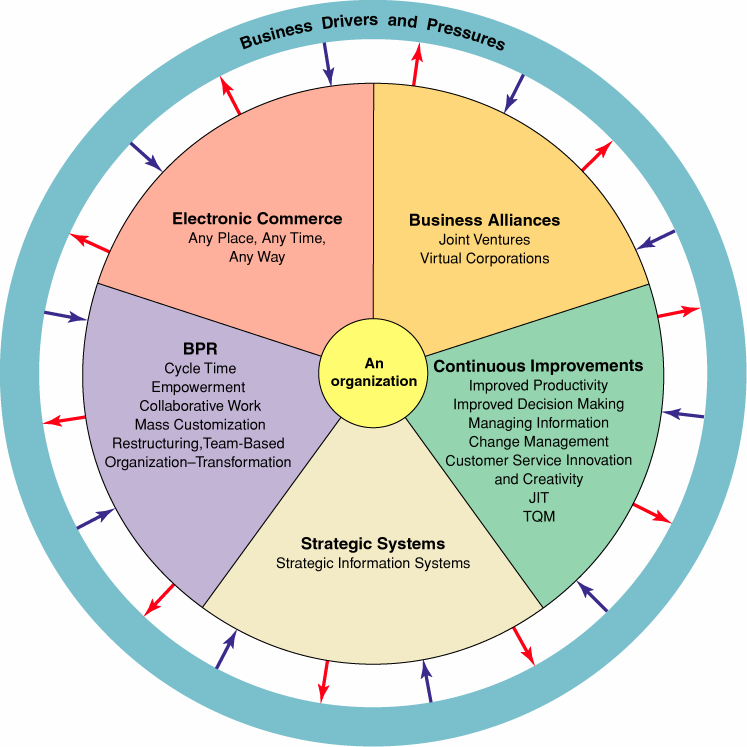 Business Drivers and Pressures
Electronic Commerce
Any Place, Any Time,
Any Way
Business Alliances
Joint Ventures
Virtual Corporations
BPR
Cycle Time
Empowerment
Collaborative Work
Mass Customization
Restructuring,Team-Based
Organization–Transformation
An
organization
Continuous Improvements
Improved Productivity
Improved Decision Making
Managing Information
Change Management
Customer Service Innovation
and Creativity
JIT
TQM
Strategic Systems
Strategic Information Systems